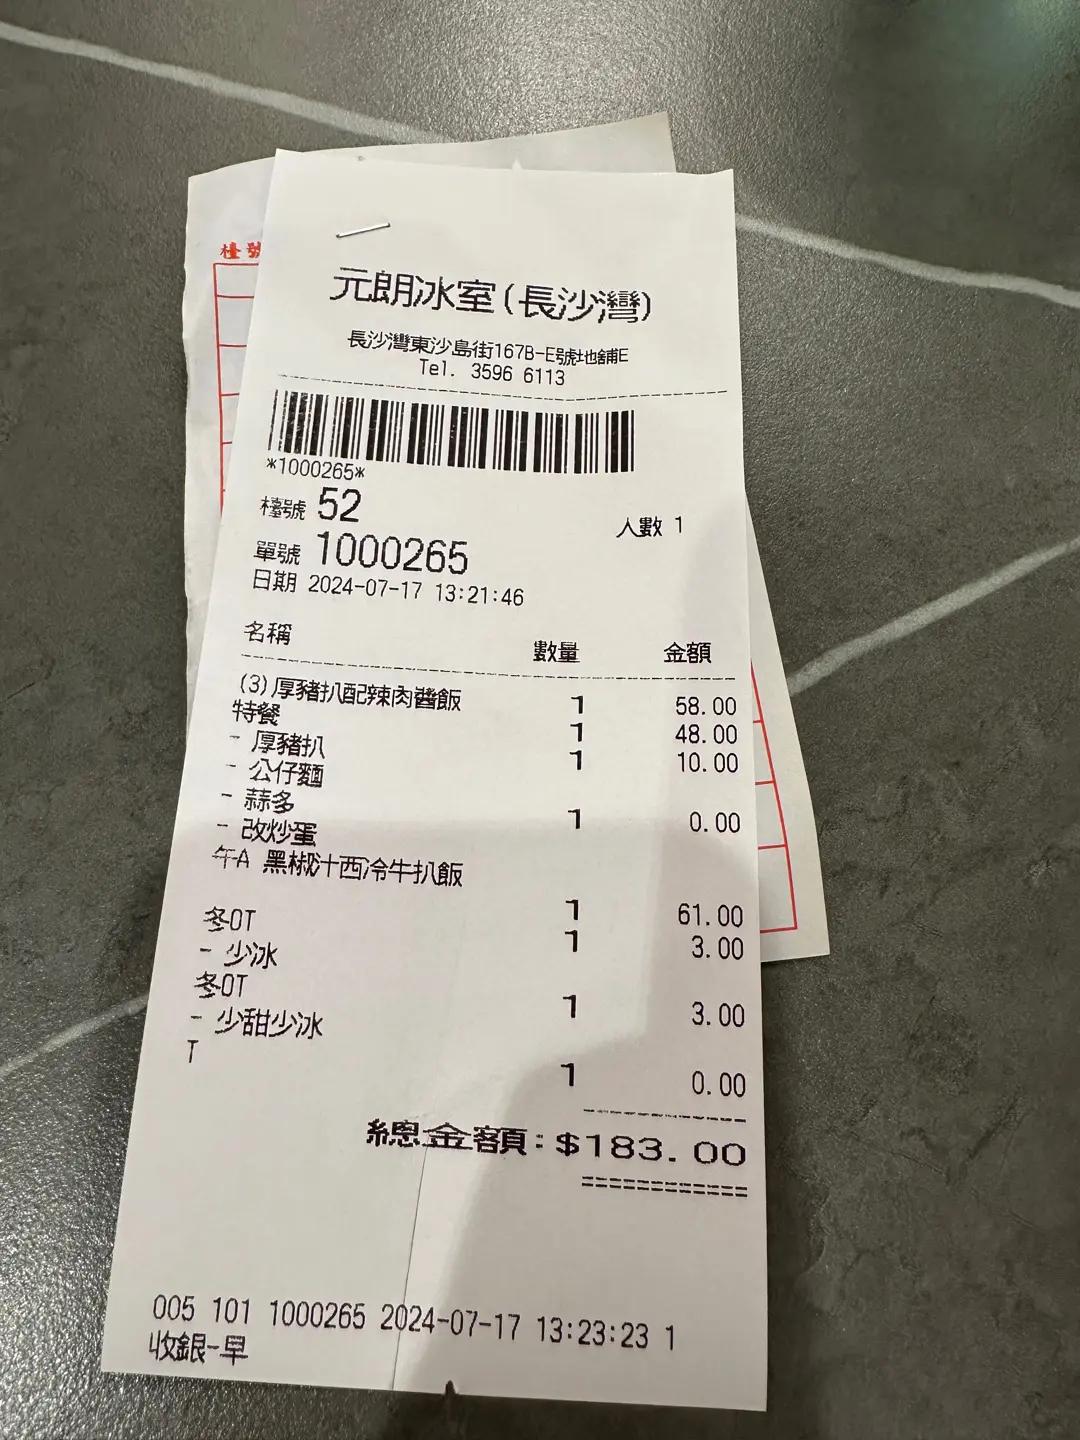 檯號
元朗冰室(長沙灣)
長沙灣東沙島街167B-E號地舖E
Tel. 3596 6113
*1000265*
檯號 52 人數 1
單號 1000265
日期 2024-07-17 13:21:46
名稱 數量 金額
(3)厚豬扒配辣肉醬飯 1 58.00
特餐 1 48.00
- 厚豬扒 1 10.00
- 公仔麵
- 蒜多 1 0.00
- 改炒蛋
午A 黑椒汁西冷牛扒飯
1 61.00
冬OT 1 3.00
- 少冰
冬OT 1 3.00
- 少甜少冰
T 1 0.00
總金額:$183.00
005 101 1000265 2024-07-17 13:23:23 1
收銀-早